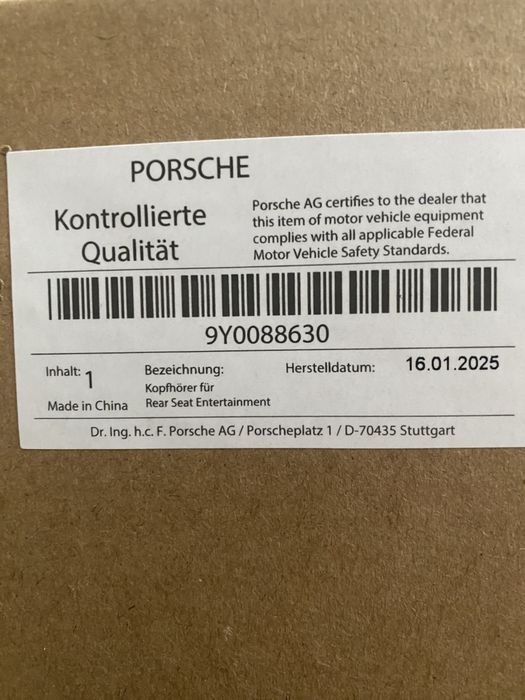 PORSCHE
Kontrollierte
Qualität
Porsche AG certifies to the dealer that
this item of motor vehicle equipment
complies with all applicable Federal
Motor Vehicle Safety Standards.
9Y0088630
Inhalt: 1
Made in China
Bezeichnung:
Kopfhörer für
Rear Seat Entertainment
Herstelldatum: 16.01.2025
Dr. Ing. h.c. F. Porsche AG / Porscheplatz 1 / D-70435 Stuttgart